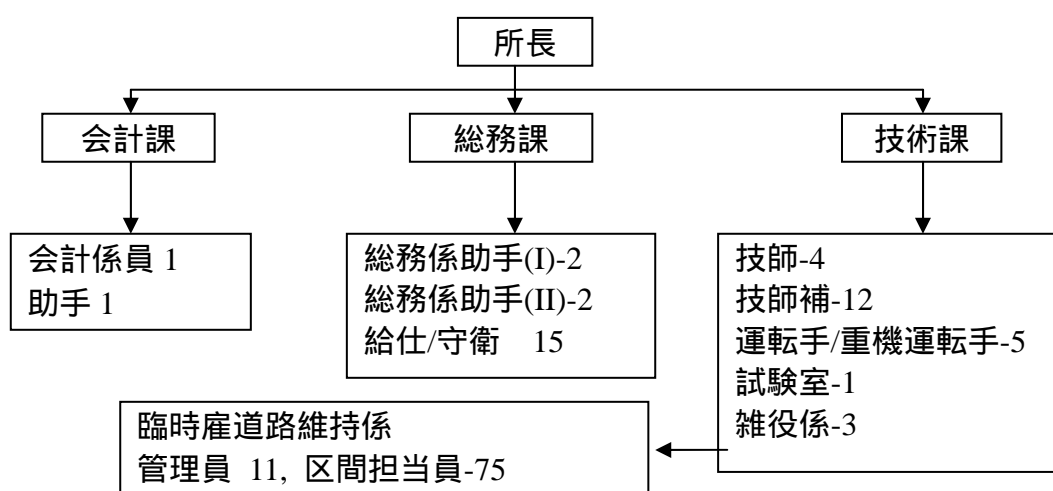 所長
会計課
総務課
技術課
会計係員 1
助手 1
総務係助手(I)-2
総務係助手(II)-2
給仕/守衛 15
技師-4
技師補-12
運転手/重機運転手-5
試験室-1
雑役係-3
臨時雇道路維持係
管理員 11, 区間担当員-75